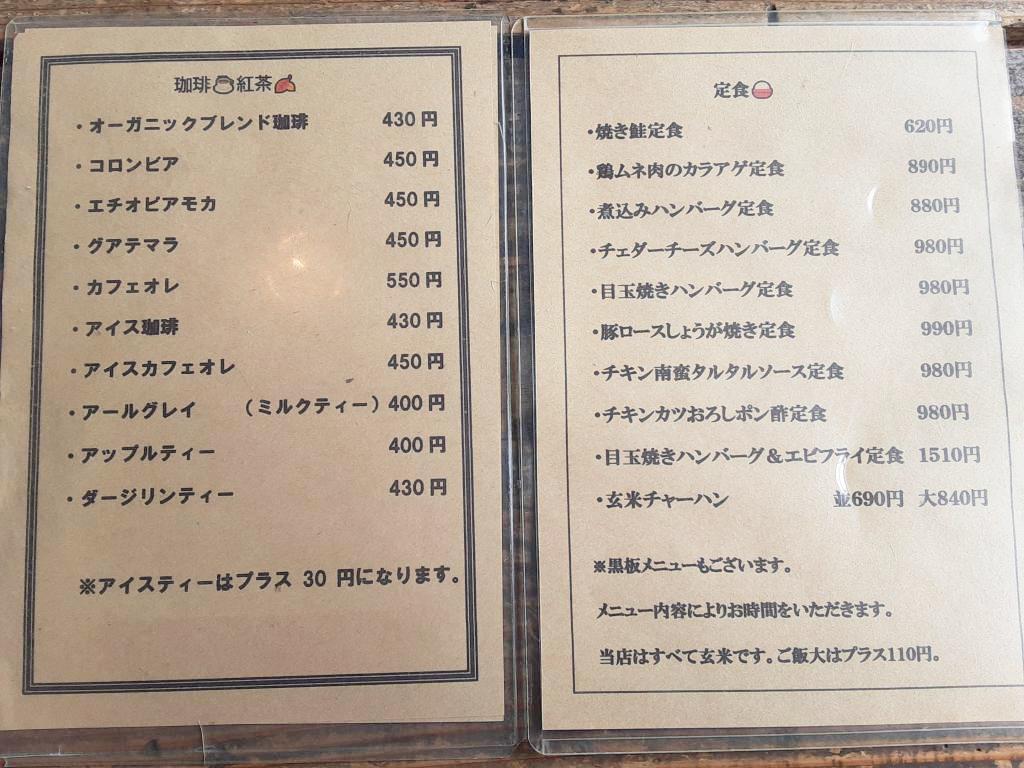 珈琲 紅茶
・オーガニックブレンド珈琲 430円
・コロンビア 450円
・エチオピアモカ 450円
・グアテマラ 450円
・カフェオレ 550円
・アイス珈琲 430円
・アイスカフェオレ 450円
・アールグレイ （ミルクティー）400円
・アップルティー 400円
・ダージリンティー 430円
※アイスティーはプラス 30 円になります。
定食
・焼き鮭定食 620円
・鶏ムネ肉のカラアゲ定食 890円
・煮込みハンバーグ定食 880円
・チェダーチーズハンバーグ定食 980円
・目玉焼きハンバーグ定食 980円
・豚ロースしょうが焼き定食 990円
・チキン南蛮タルタルソース定食 980円
・チキンカツおろしポン酢定食 980円
・目玉焼きハンバーグ＆エビフライ定食 1510円
・玄米チャーハン 並690円 大840円
※黒板メニューもございます。
メニュー内容によりお時間をいただきます。
当店はすべて玄米です。ご飯大はプラス110円。